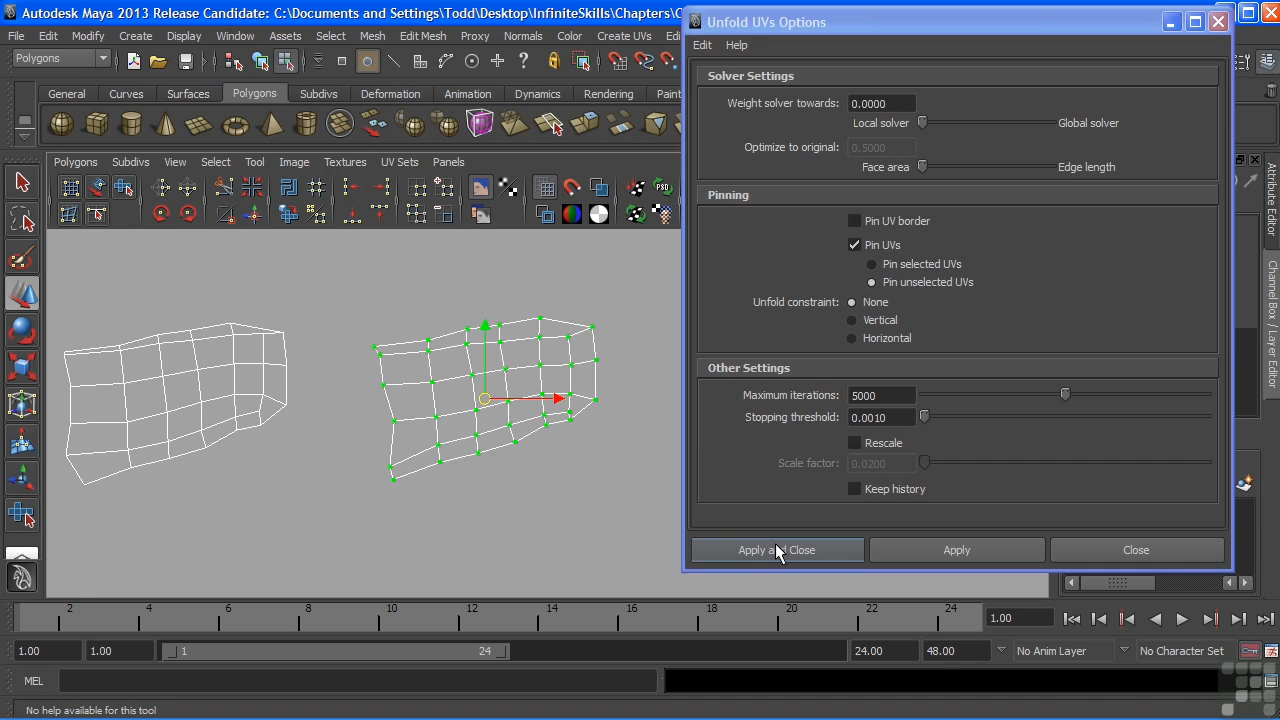 Autodesk Maya 2013 Release Candidate: C:\Documents and Settings\Todd\Desktop\InfiniteSkills\Chapters\C
Unfold UVs Options
File Edit Modify Create Display Window Assets Select Mesh Edit Mesh Proxy Normals Color Create UVs Edi
Edit Help
Polygons
General Curves Surfaces Polygons Subdivs Deformation Animation Dynamics Rendering Paint
Polygons Subdivs View Select Tool Image Textures UV Sets Panels
PSD
Solver Settings
Weight solver towards: 0.0000
Local solver Global solver
Optimize to original: 0.5000
Face area Edge length
Pinning
Pin UV border
Pin UVs
Pin selected UVs
Pin unselected UVs
Unfold constraint: None
Vertical
Horizontal
Other Settings
Maximum iterations: 5000
Stopping threshold: 0.0010
Rescale
Scale factor: 0.0200
Keep history
Apply and Close Apply Close
Attribute Editor
Channel Box / Layer Editor
2 4 6 8 10 12 14 16 18 20 22 24
1.00
1.00 1.00 1 24 24.00 48.00 No Anim Layer No Character Set
MEL
No help available for this tool